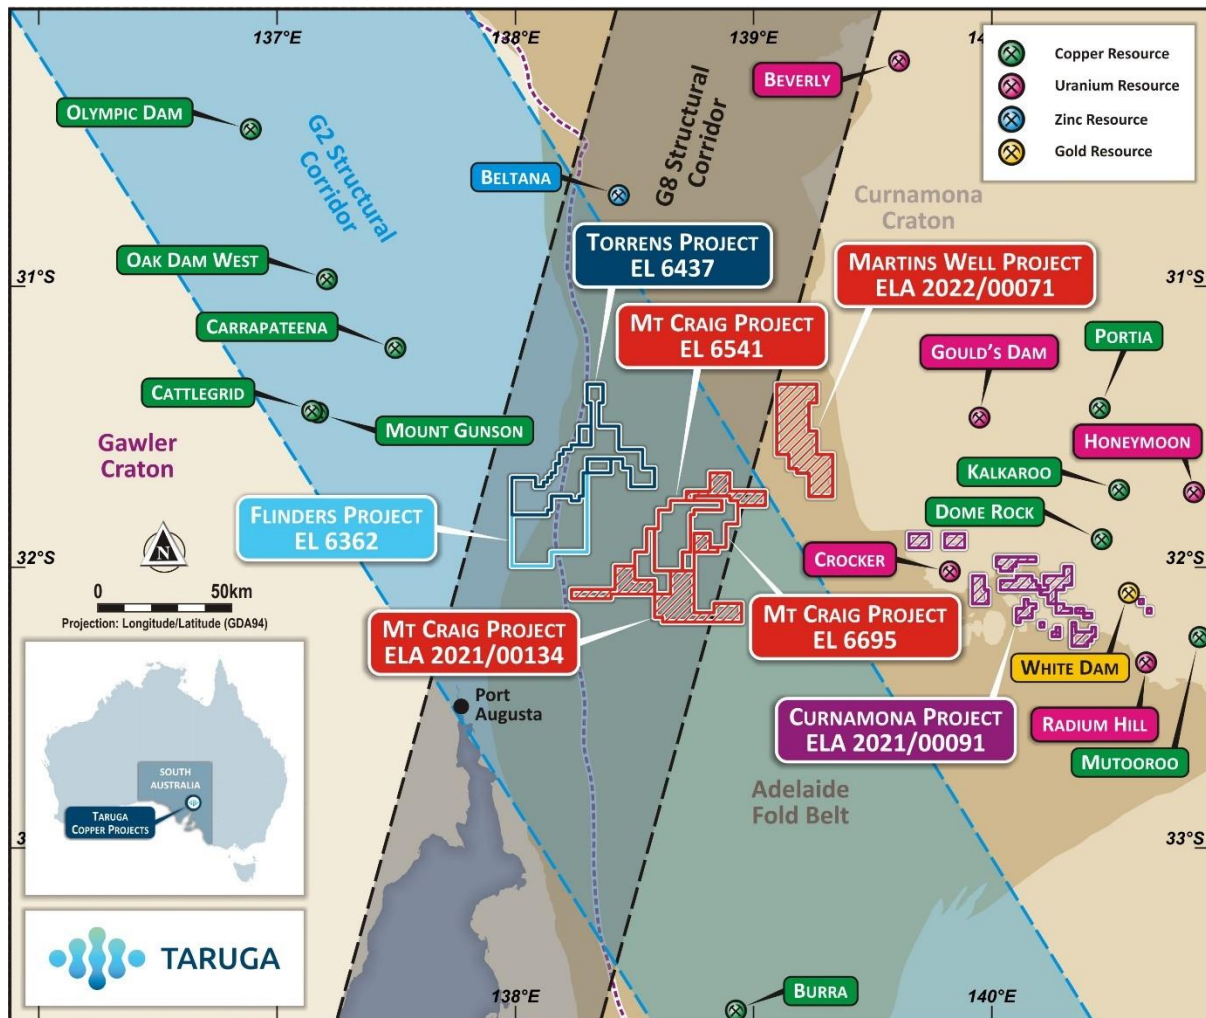 137°E
138°E
139°E
14
Copper Resource
Uranium Resource
Zinc Resource
Gold Resource
BEVERLY
OLYMPIC DAM
G2 Structural
Corridor
G8 Structural
Corridor
BELTANA
Curnamona
Craton
TORRENS PROJECT
EL 6437
MARTINS WELL PROJECT
ELA 2022/00071
OAK DAM WEST
31°S
31°S
MT CRAIG PROJECT
EL 6541
CARRAPATEENA
GOULD'S DAM
PORTIA
CATTLEGRID
MOUNT GUNSON
HONEYMOON
Gawler
Craton
KALKAROO
FLINDERS PROJECT
EL 6362
DOME ROCK
N
32°S
32°S
CROCKER
0 50km
Projection: Longitude/Latitude (GDA94)
MT CRAIG PROJECT
ELA 2021/00134
MT CRAIG PROJECT
EL 6695
WHITE DAM
Port
Augusta
CURNAMONA PROJECT
ELA 2021/00091
RADIUM HILL
MUTOOROO
SOUTH
AUSTRALIA
TARUGA
COPPER PROJECTS
Adelaide
Fold Belt
3
33°S
TARUGA
138°E
BURRA
140°E